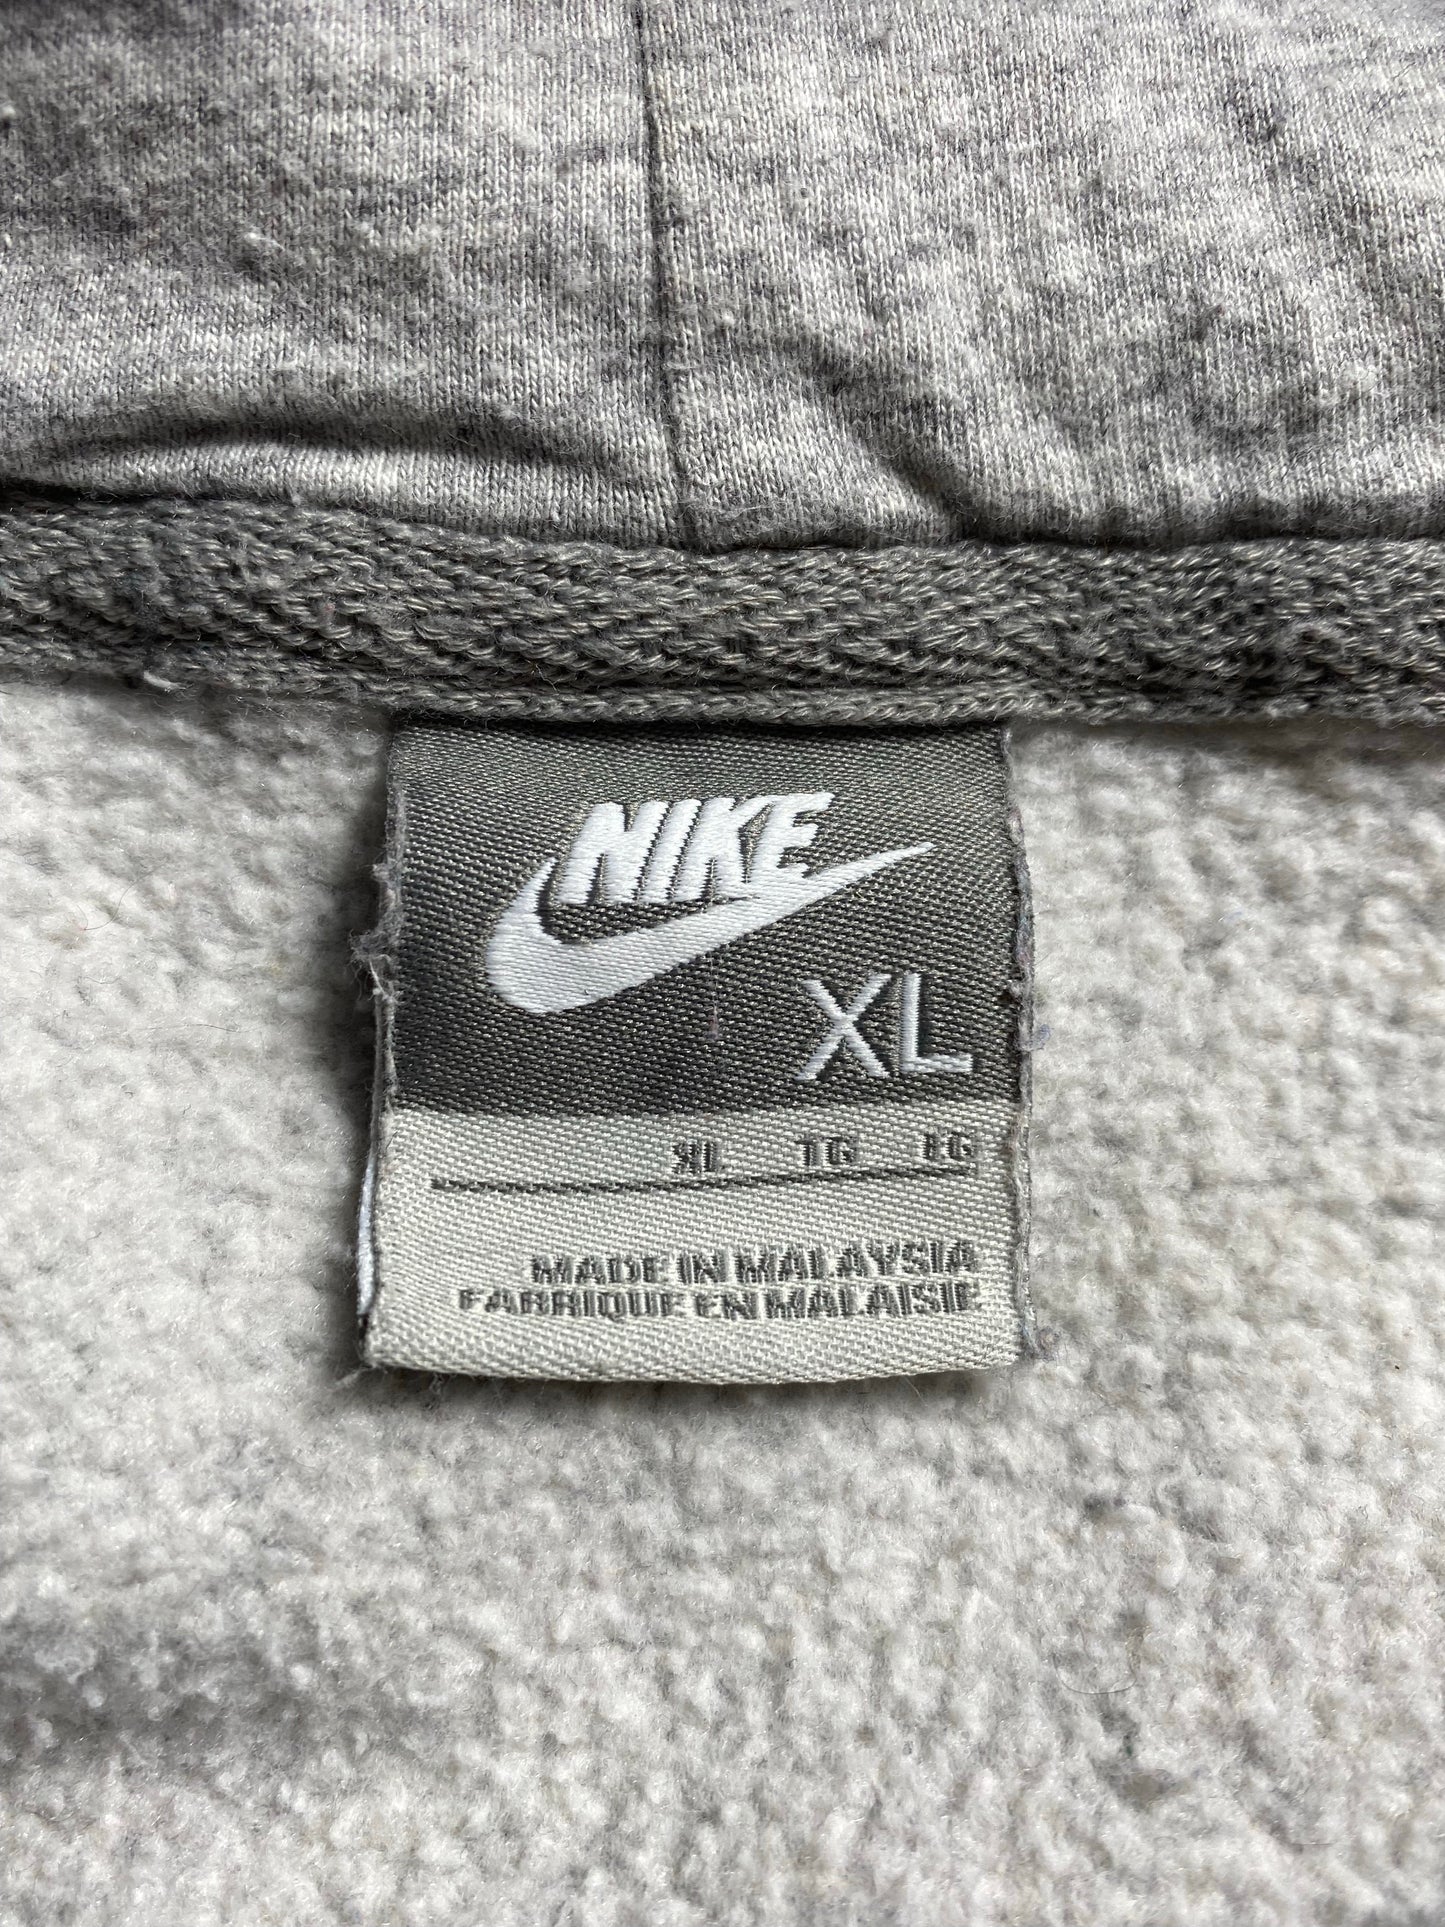 NIKE
XL
XL TG EG
MADE IN MALAYSIA
FABRIQUE EN MALAISIE